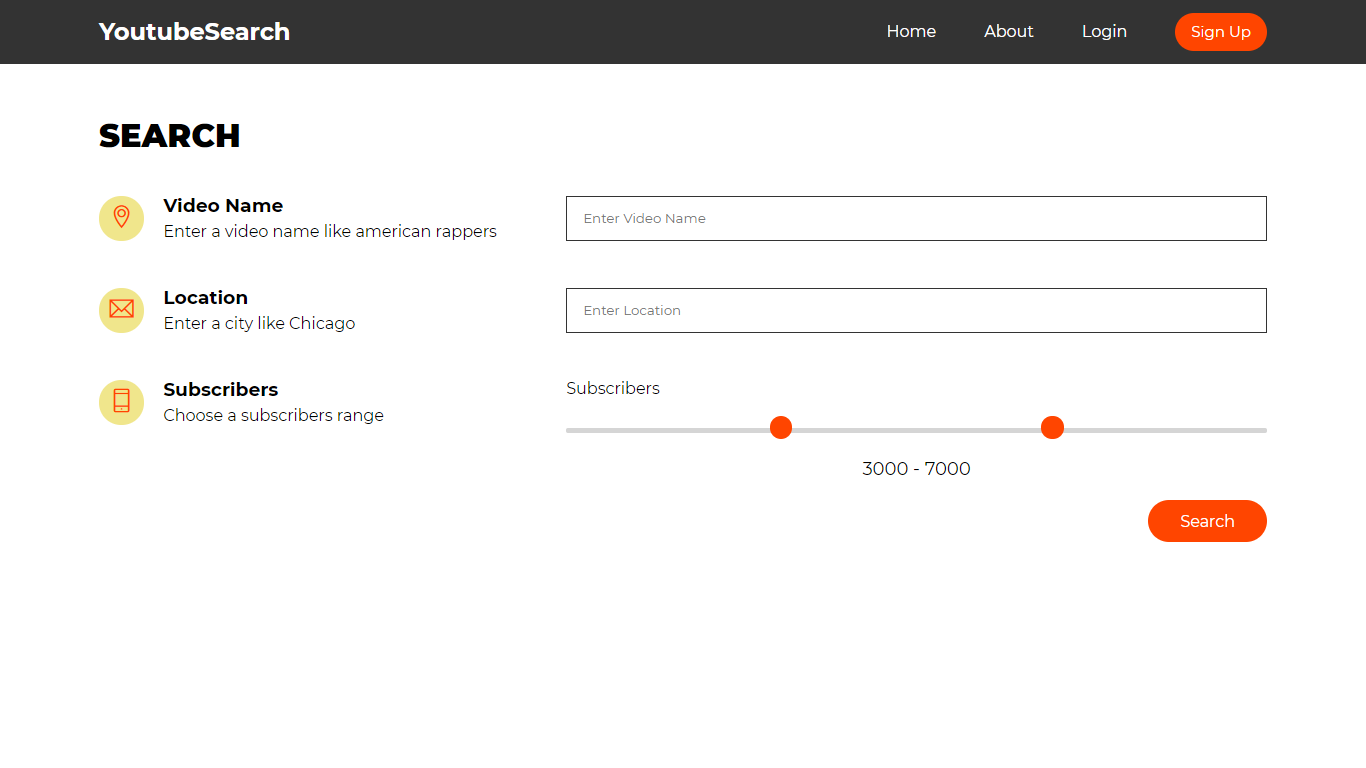 YoutubeSearch Home About Login Sign Up
SEARCH
Video Name
Enter a video name like american rappers
Enter Video Name
Location
Enter a city like Chicago
Enter Location
Subscribers
Choose a subscribers range
Subscribers
3000 - 7000
Search